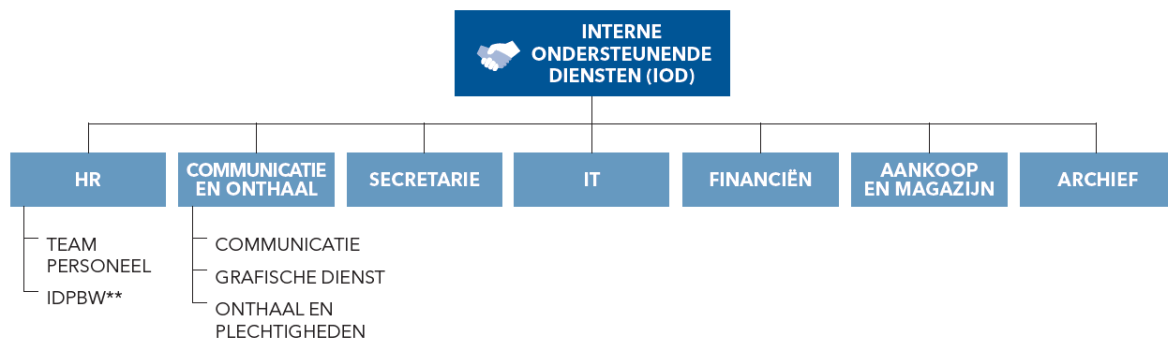 INTERNE
ONDERSTEUNENDE
DIENSTEN (IOD)
HR
COMMUNICATIE
EN ONTHAAL
SECRETARIE
IT
FINANCIËN
AANKOOP
EN MAGAZIJN
ARCHIEF
TEAM
PERSONEEL
IDPBW**
COMMUNICATIE
GRAFISCHE DIENST
ONTHAAL EN
PLECHTIGHEDEN